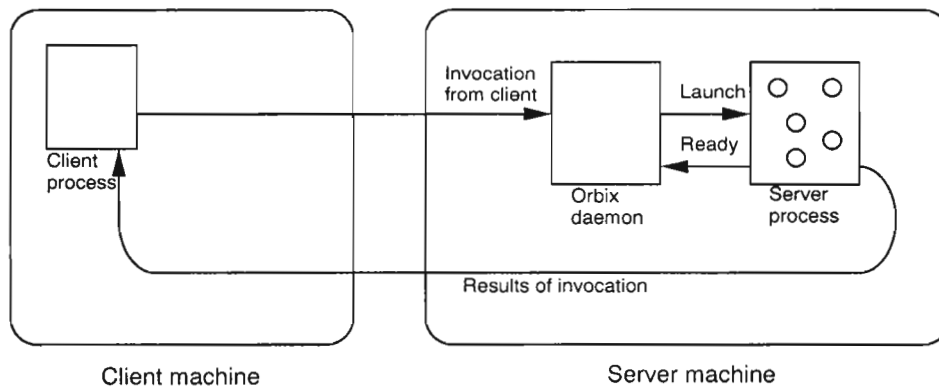 Invocation
from client
Launch
Ready
Client
process
Orbix
daemon
Server
process
Results of invocation
Client machine
Server machine